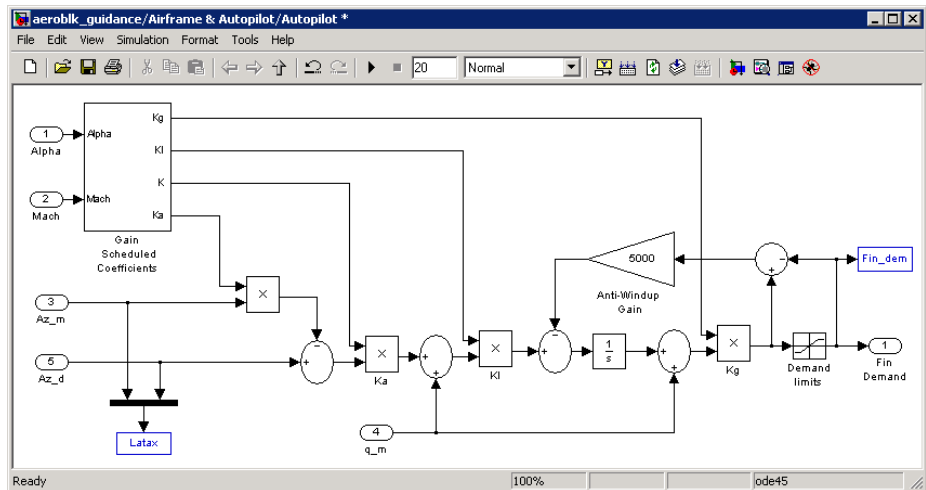 aeroblk_guidance/Airframe & Autopilot/Autopilot *
File Edit View Simulation Format Tools Help
20 Normal
1
Alpha
2
Mach
Alpha
Mach
Kg
KI
K
Ka
Gain
Scheduled
Coefficients
3
Az_m
5
Az_d
×
Latax
−
+
×
Ka
+
+
4
q_m
×
KI
−
+
5000
Anti-Windup
Gain
1
s
+
+
×
Kg
−
+
Demand
limits
Fin_dem
1
Fin
Demand
Ready 100% ode45